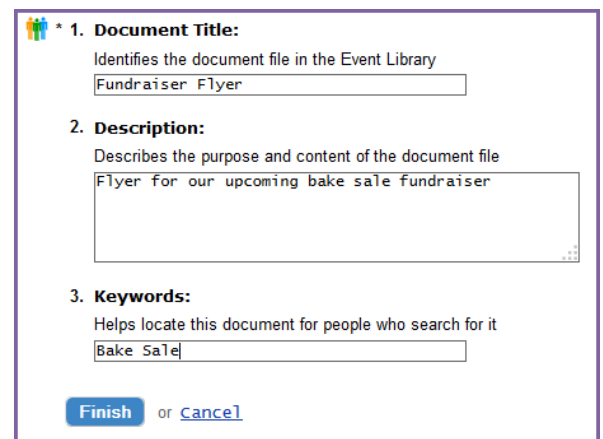 * 1. Document Title:
Identifies the document file in the Event Library
Fundraiser Flyer
2. Description:
Describes the purpose and content of the document file
Flyer for our upcoming bake sale fundraiser
3. Keywords:
Helps locate this document for people who search for it
Bake Sale
Finish or Cancel